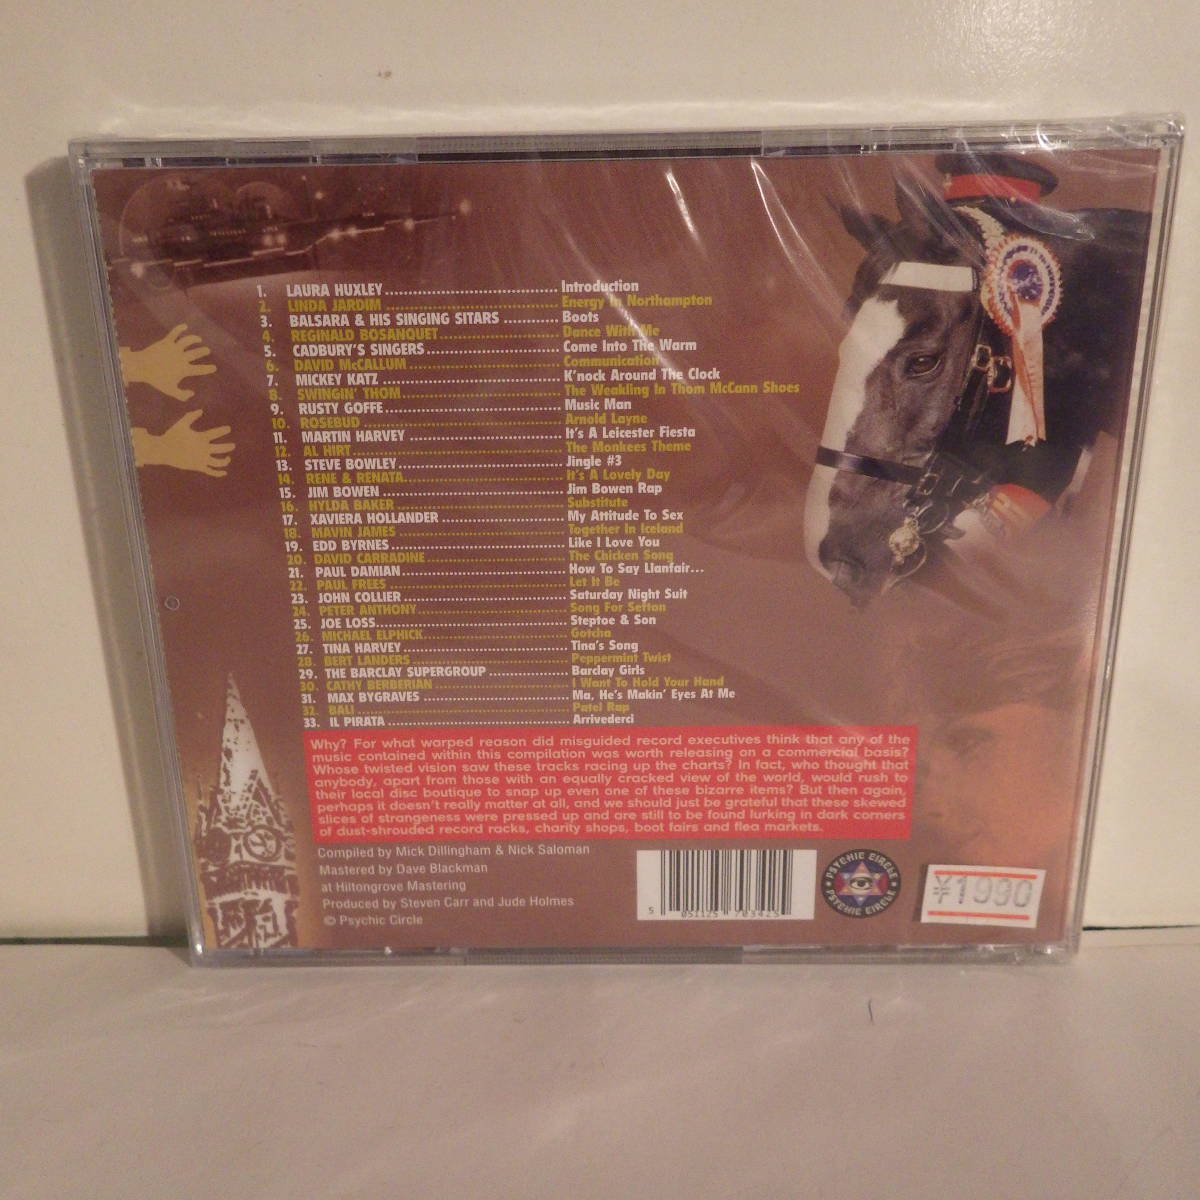 1. LAURA HUXLEY........................................Introduction
2. LINDA JARDIM........................................Energy In Northampton
3. BALSARA & HIS SINGING SITARS ............Boots
4. REGINALD BOSANQUET............................Dance With Me
5. CADBURY'S SINGERS...............................Come Into The Warm
6. DAVID McCALLUM...................................Communication
7. MICKEY KATZ ........................................K'nock Around The Clock
8. SWINGIN' THOM.....................................The Weakling In Thom McCann Shoes
9. RUSTY GOFFE.........................................Music Man
10. ROSEBUD ............................................Arnold Layne
11. MARTIN HARVEY ...................................It's A Leicester Fiesta
12. AL HIRT...............................................The Monkees Theme
13. STEVE BOWLEY......................................Jingle #3
14. RENE & RENATA.....................................It's A Lovely Day
15. JIM BOWEN .........................................Jim Bowen Rap
16. HYLDA BAKER .......................................Substitute
17. XAVIERA HOLLANDER ............................My Attitude To Sex
18. MAVIN JAMES .......................................Together In Iceland
19. EDD BYRNES .........................................Like I Love You
20. DAVID CARRADINE ................................The Chicken Song
21. PAUL DAMIAN.......................................How To Say Llanfair...
22. PAUL FREES ..........................................Let It Be
23. JOHN COLLIER .......................................Saturday Night Suit
24. PETER ANTHONY...................................Song For Sefton
25. JOE LOSS..............................................Steptoe & Son
26. MICHAEL ELPHICK..................................Gotcha
27. TINA HARVEY........................................Tina's Song
28. BERT LANDERS ......................................Peppermint Twist
29. THE BARCLAY SUPERGROUP ....................Barclay Girls
30. CATHY BERBERIAN ................................I Want To Hold Your Hand
31. MAX BYGRAVES .....................................Ma, He's Makin' Eyes At Me
32. BALI....................................................Patel Rap
33. IL PIRATA .............................................Arrivederci
Why? For what warped reason did misguided record executives think that any of the
music contained within this compilation was worth releasing on a commercial basis?
Whose twisted vision saw these tracks racing up the charts? In fact, who thought that
anybody, apart from those with an equally cracked view of the world, would rush to
their local disc boutique to snap up even one of these bizarre items? But then again,
perhaps it doesn't really matter at all, and we should just be grateful that these skewed
slices of strangeness were pressed up and are still to be found lurking in dark corners
of dust-shrouded record racks, charity shops, boot fairs and flea markets.
Compiled by Mick Dillingham & Nick Saloman
Mastered by Dave Blackman
at Hiltongrove Mastering
Produced by Steven Carr and Jude Holmes
© Psychic Circle
5 051125 703425
PSYCHIC CIRCLE
PSYCHIC CIRCLE
¥1990